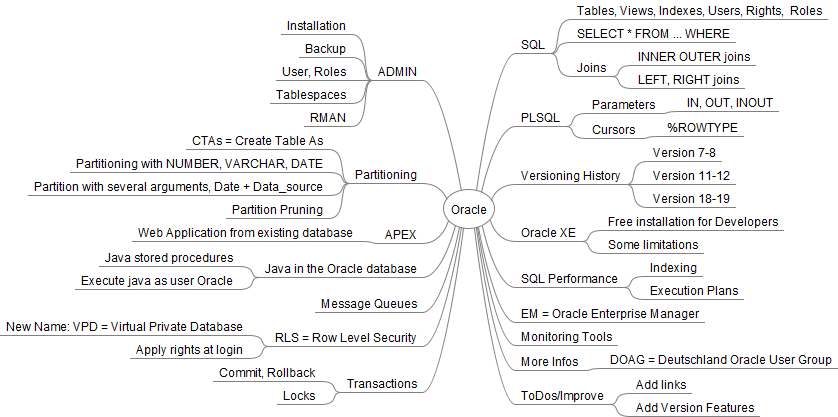 Oracle
SQL
Tables, Views, Indexes, Users, Rights,  Roles
SELECT * FROM ... WHERE
Joins
INNER OUTER joins
LEFT, RIGHT joins
PLSQL
Parameters
IN, OUT, INOUT
Cursors
%ROWTYPE
Versioning History
Version 7-8
Version 11-12
Version 18-19
Oracle XE
Free installation for Developers
Some limitations
SQL Performance
Indexing
Execution Plans
EM = Oracle Enterprise Manager
Monitoring Tools
More Infos
DOAG = Deutschland Oracle User Group
ToDos/Improve
Add links
Add Version Features
ADMIN
Installation
Backup
User, Roles
Tablespaces
RMAN
Partitioning
CTAs = Create Table As
Partitioning with NUMBER, VARCHAR, DATE
Partition with several arguments, Date + Data_source
Partition Pruning
APEX
Web Application from existing database
Java in the Oracle database
Java stored procedures
Execute java as user Oracle
Message Queues
RLS = Row Level Security
New Name: VPD = Virtual Private Database
Apply rights at login
Transactions
Commit, Rollback
Locks